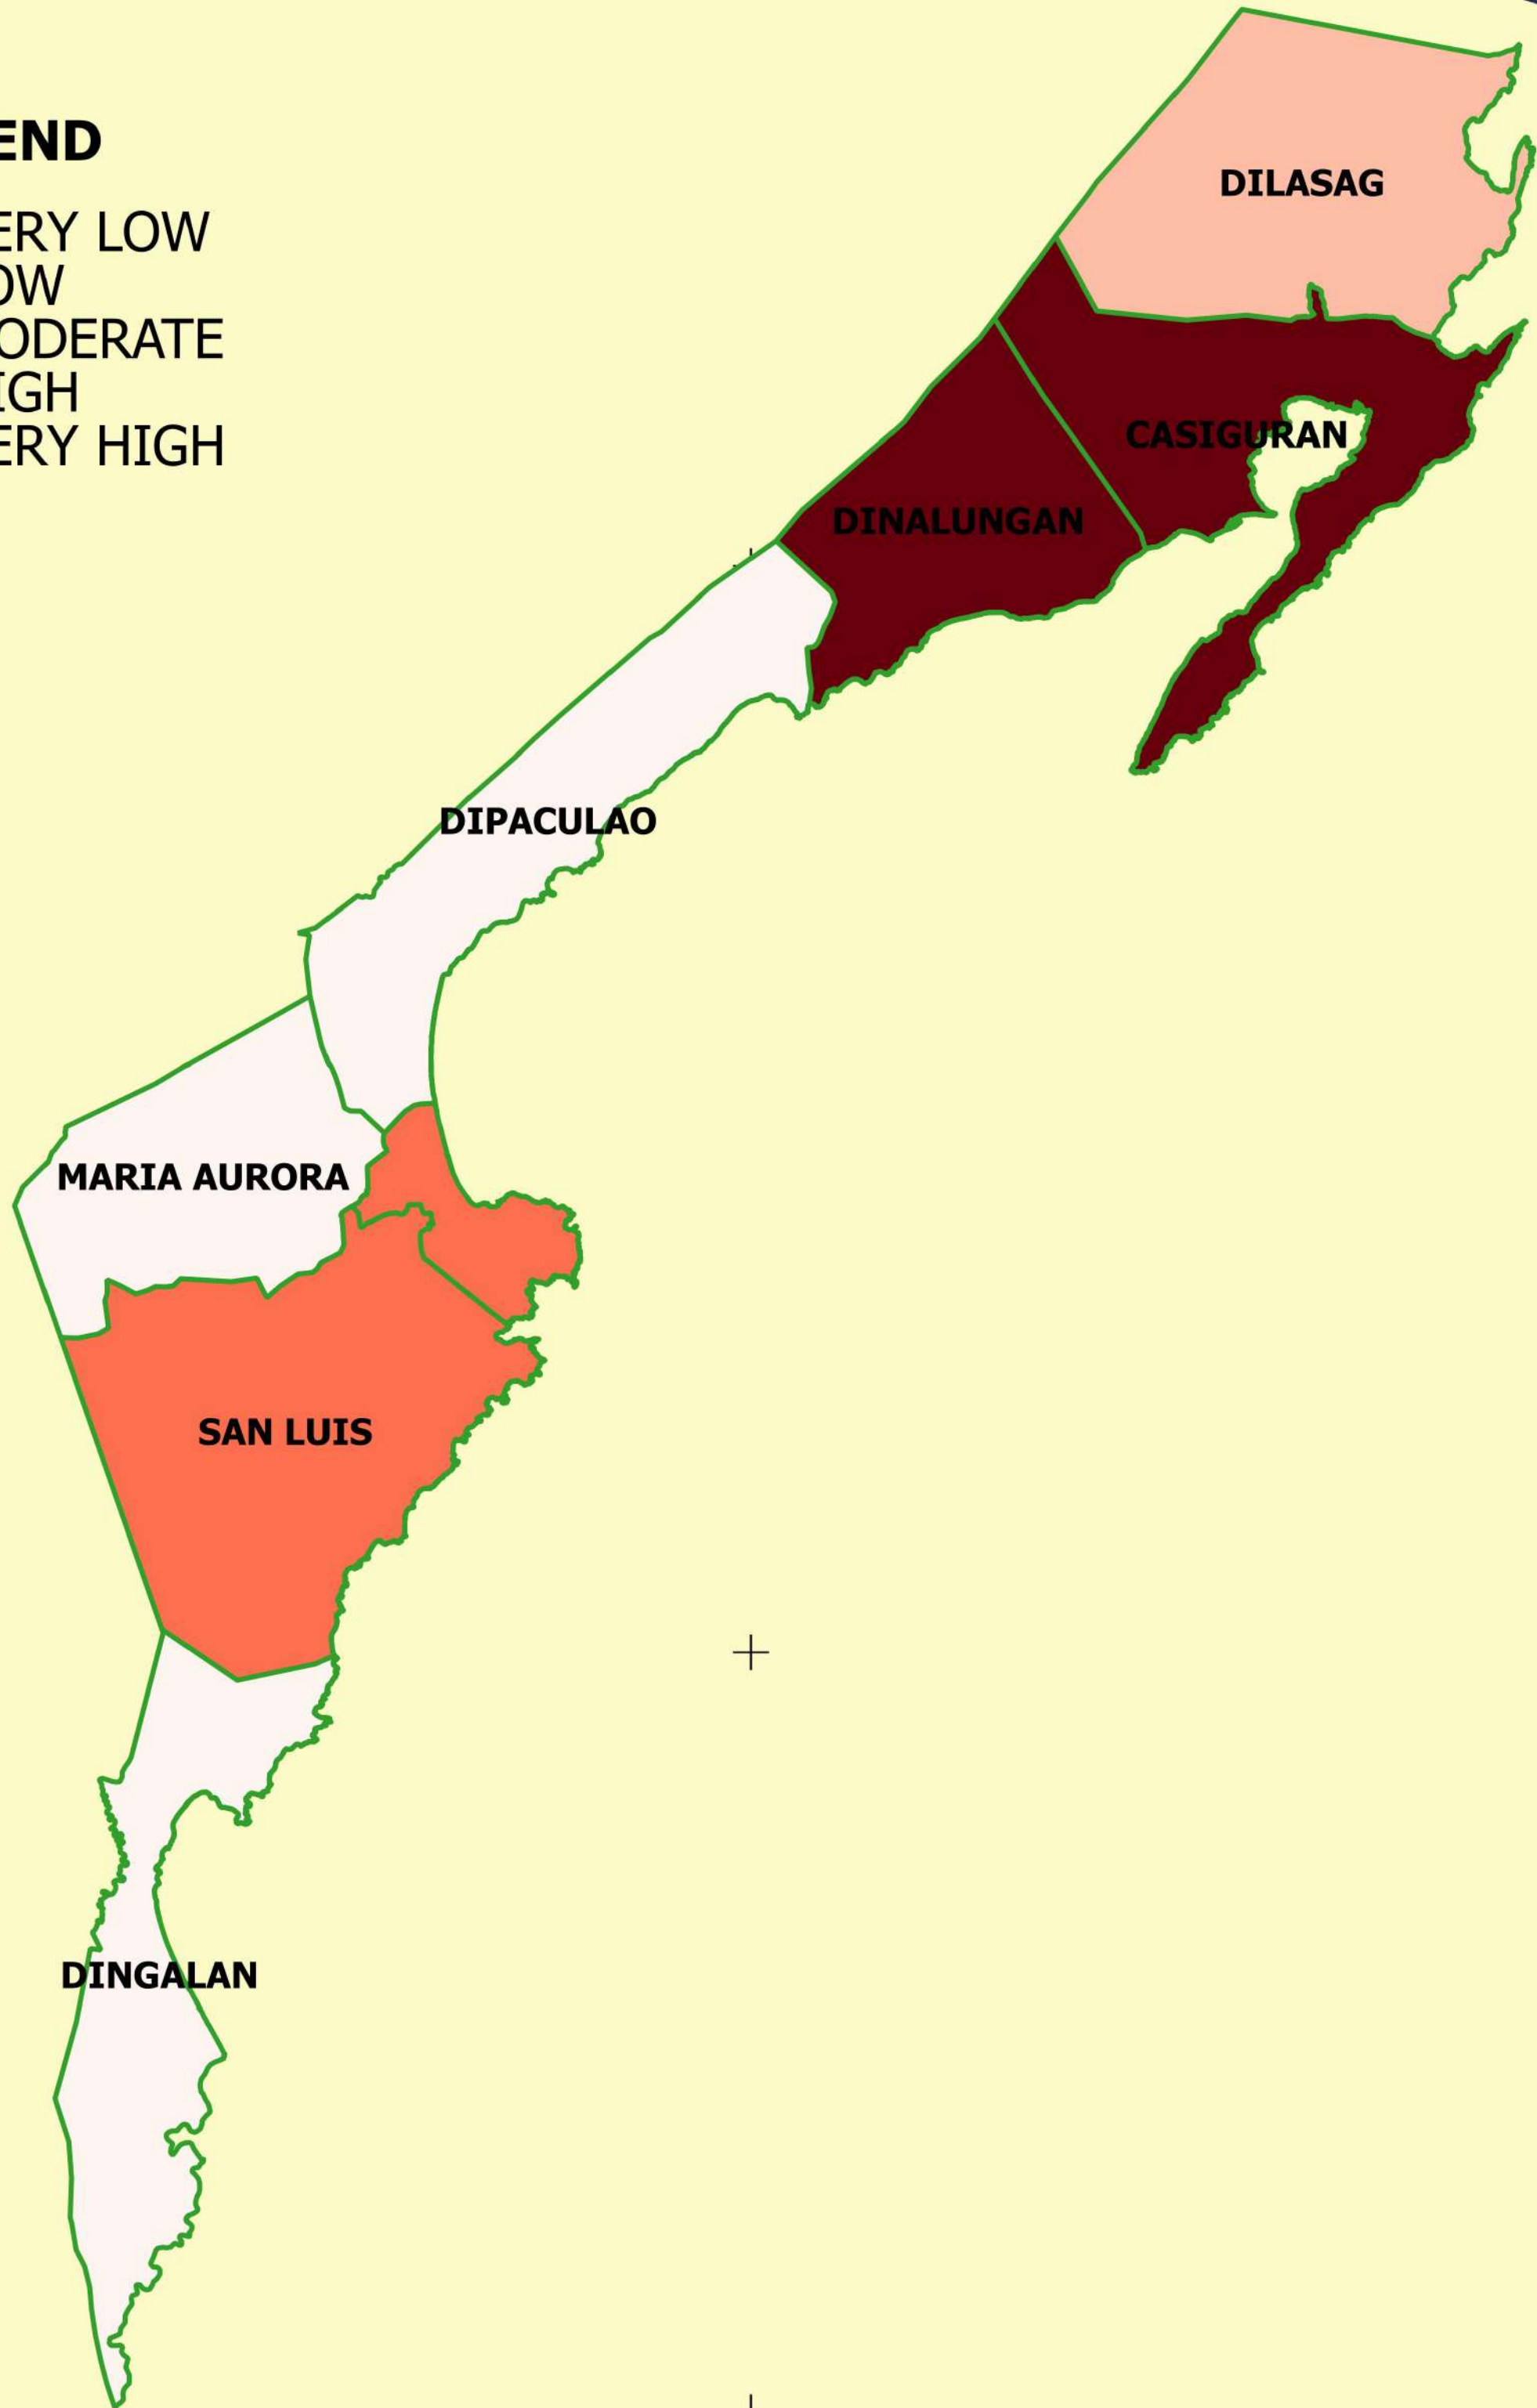 END
ERY LOW
OW
ODERATE
IGH
ERY HIGH
DILASAG
CASIGURAN
DINALUNGAN
DIPACULAO
MARIA AURORA
SAN LUIS
DINGALAN